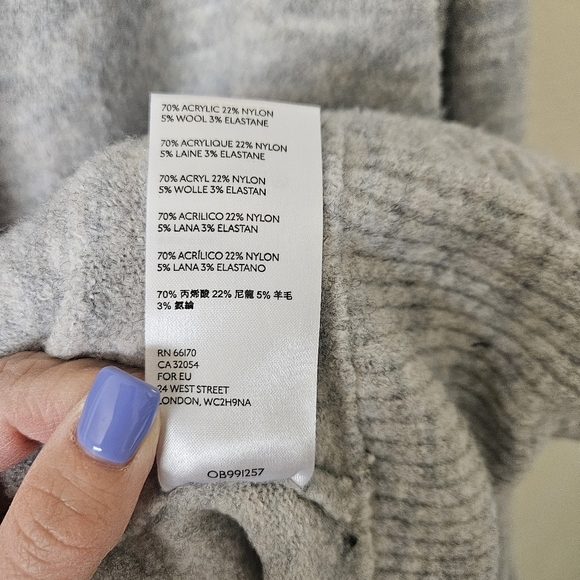 70% ACRYLIC 22% NYLON
5% WOOL 3% ELASTANE
70% ACRYLIQUE 22% NYLON
5% LAINE 3% ELASTANE
70% ACRYL 22% NYLON
5% WOLLE 3% ELASTAN
70% ACRILICO 22% NYLON
5% LANA 3% ELASTAN
70% ACRÍLICO 22% NYLON
5% LANA 3% ELASTANO
70% 丙烯酸 22% 尼龍 5% 羊毛
3% 氨綸
RN 66170
CA 32054
FOR EU
24 WEST STREET
LONDON, WC2H9NA
OB991257